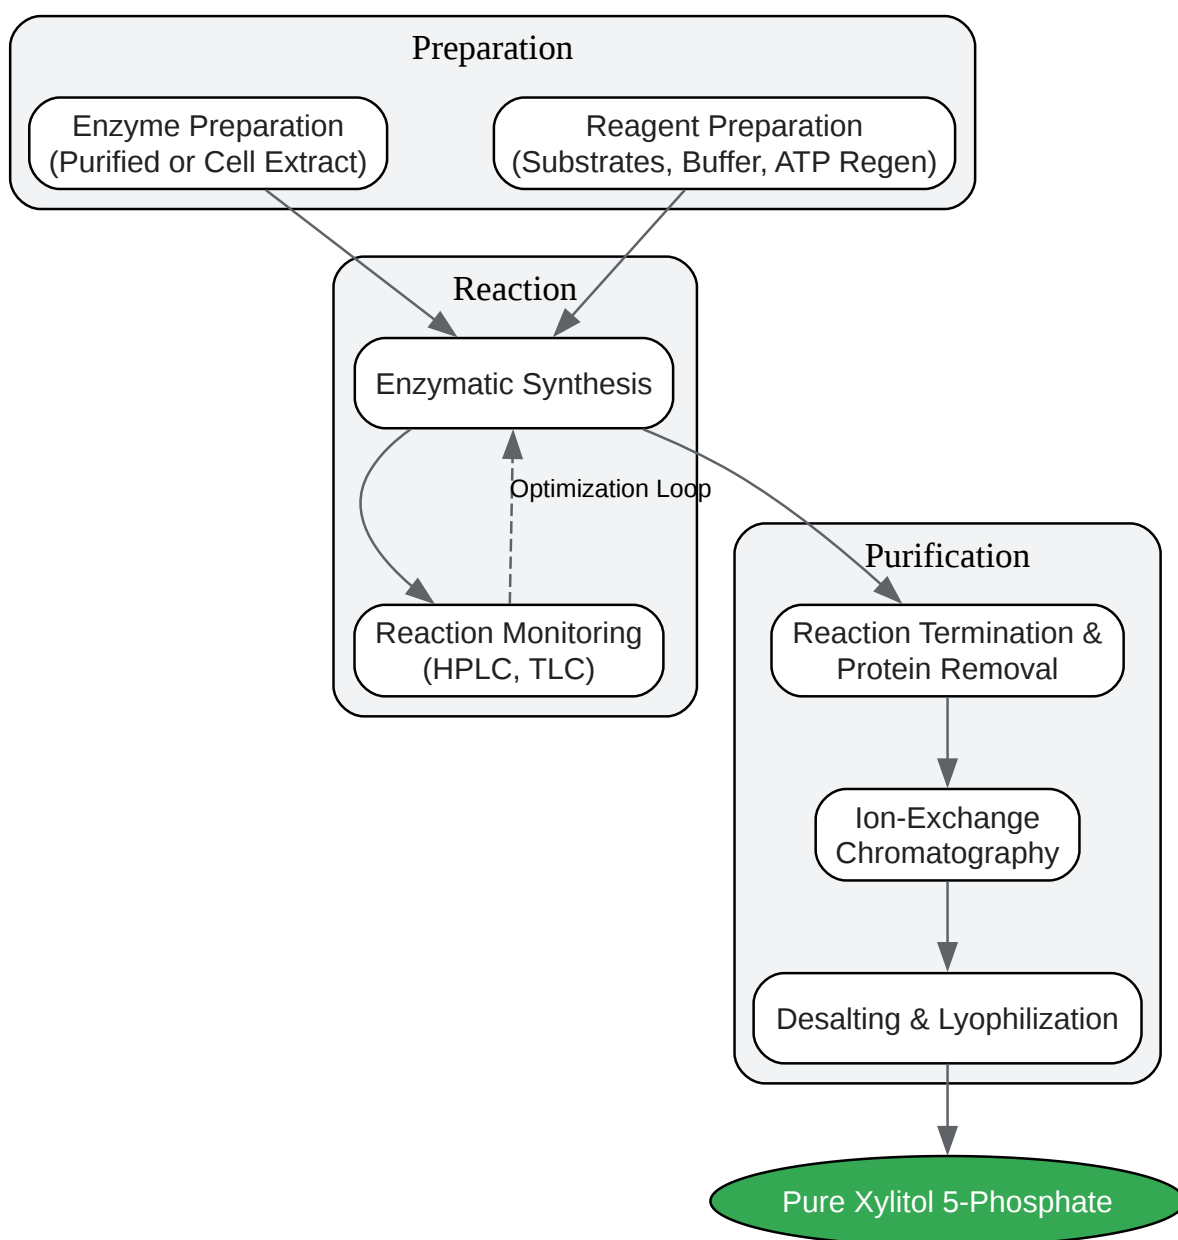 Preparation
Enzyme Preparation
(Purified or Cell Extract)
Reagent Preparation
(Substrates, Buffer, ATP Regen)
Reaction
Enzymatic Synthesis
Optimization Loop
Reaction Monitoring
(HPLC, TLC)
Purification
Reaction Termination &
Protein Removal
Ion-Exchange
Chromatography
Desalting & Lyophilization
Pure Xylitol 5-Phosphate